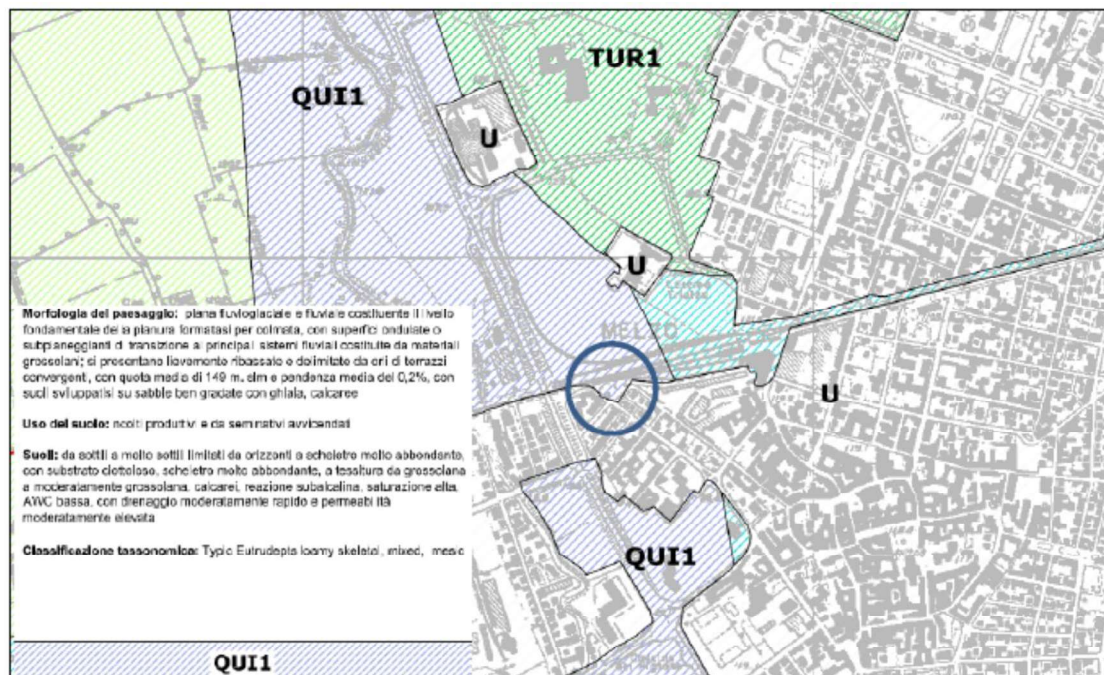 TUR1
QUI1
U
U
MELZO
Morfologia del paesaggio: piana fluvioglaciale e fluviale costituente il livello
fondamentale della pianura formatasi per colmata, con superfici ondulate o
subpianeggianti di transizione ai principali sistemi fluviali costituite da materiali
grossolani; si presentano lievemente ribassate e delimitate da orli di terrazzi
convergenti, con quota media di 149 m. slm e pendenza media del 0,2%, con
suoli sviluppatisi su sabbie ben gradate con ghiaia, calcaree
U
Uso del suolo: incolti produttivi e da seminativi avvicendati
Suoli: da sottili a molto sottili limitati da orizzonti a scheletro molto abbondante,
con substrato ciottoloso, scheletro molto abbondante, a tessitura da grossolana
a moderatamente grossolana, calcarei, reazione subalcalina, saturazione alta,
AWC bassa, con drenaggio moderatamente rapido e permeabilità
moderatamente elevata
Classificazione tassonomica: Typic Eutrudepts loamy skeletal, mixed, mesic
QUI1
QUI1